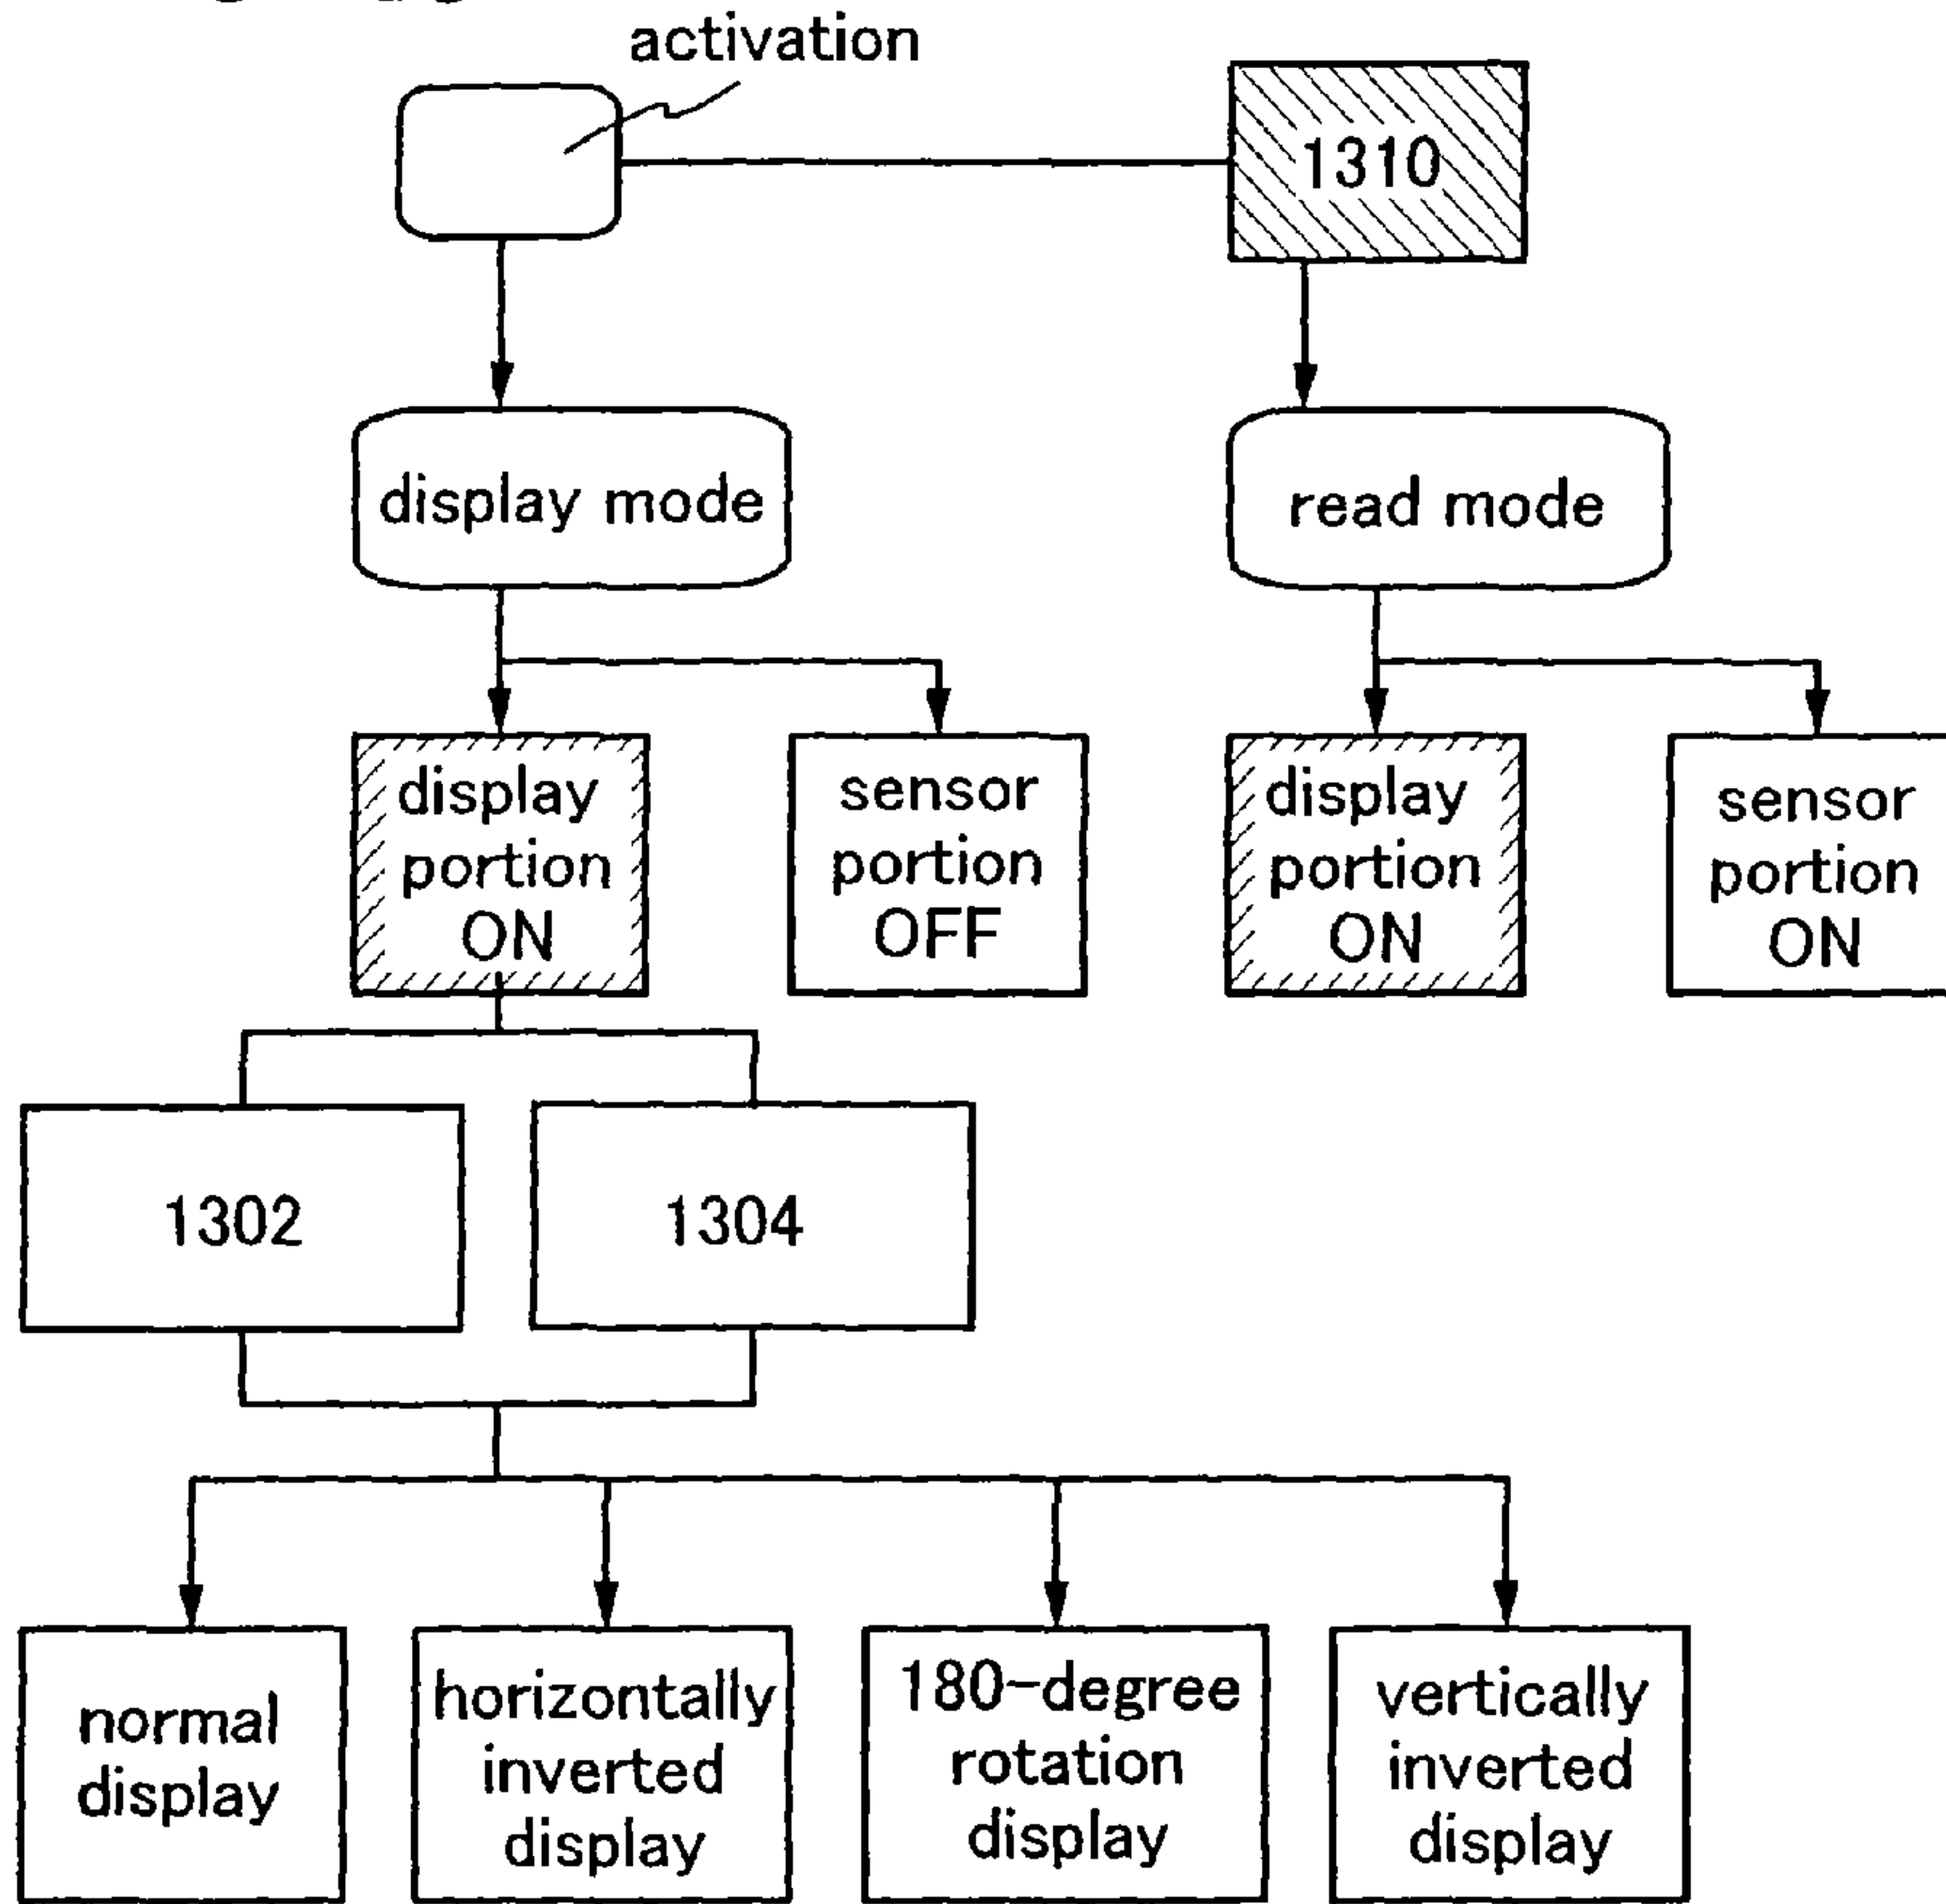 activation
1310
display mode
read mode
display
portion
ON
sensor
portion
OFF
display
portion
ON
sensor
portion
ON
1302
1304
normal
display
horizontally
inverted
display
180-degree
rotation
display
vertically
inverted
display